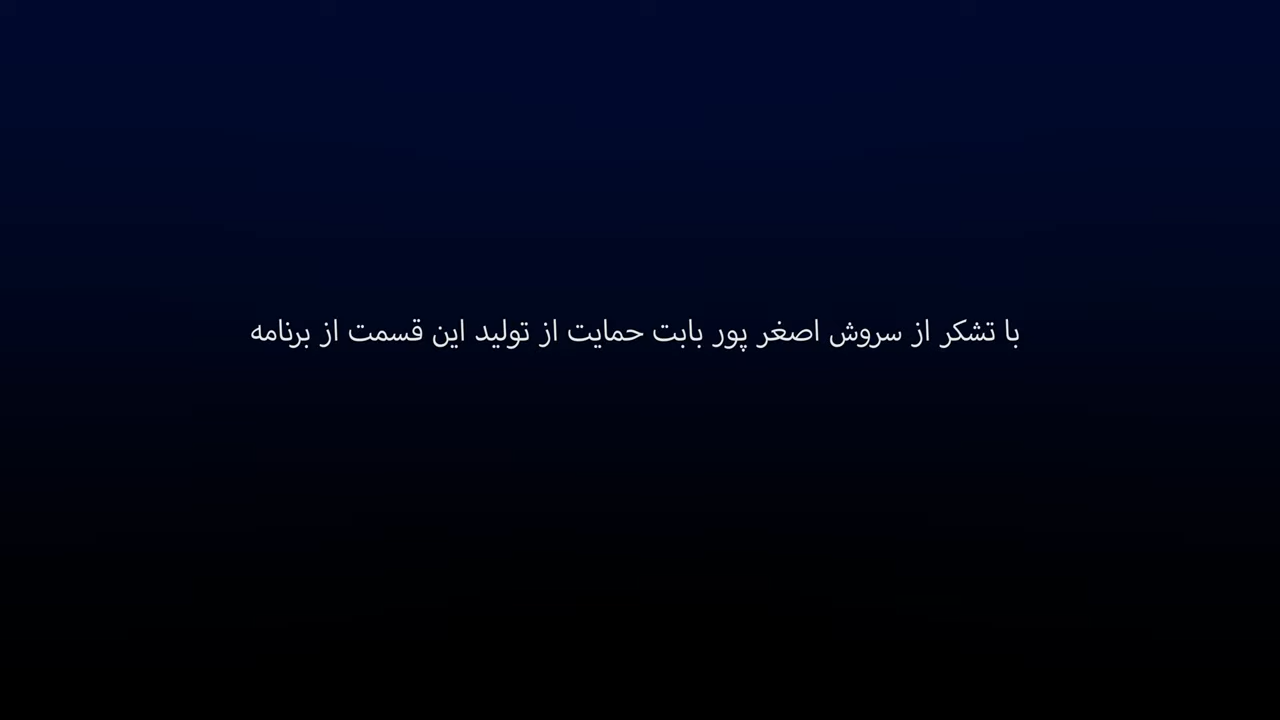 با تشکر از سروش اصغر پور بابت حمایت از تولید این قسمت از برنامه